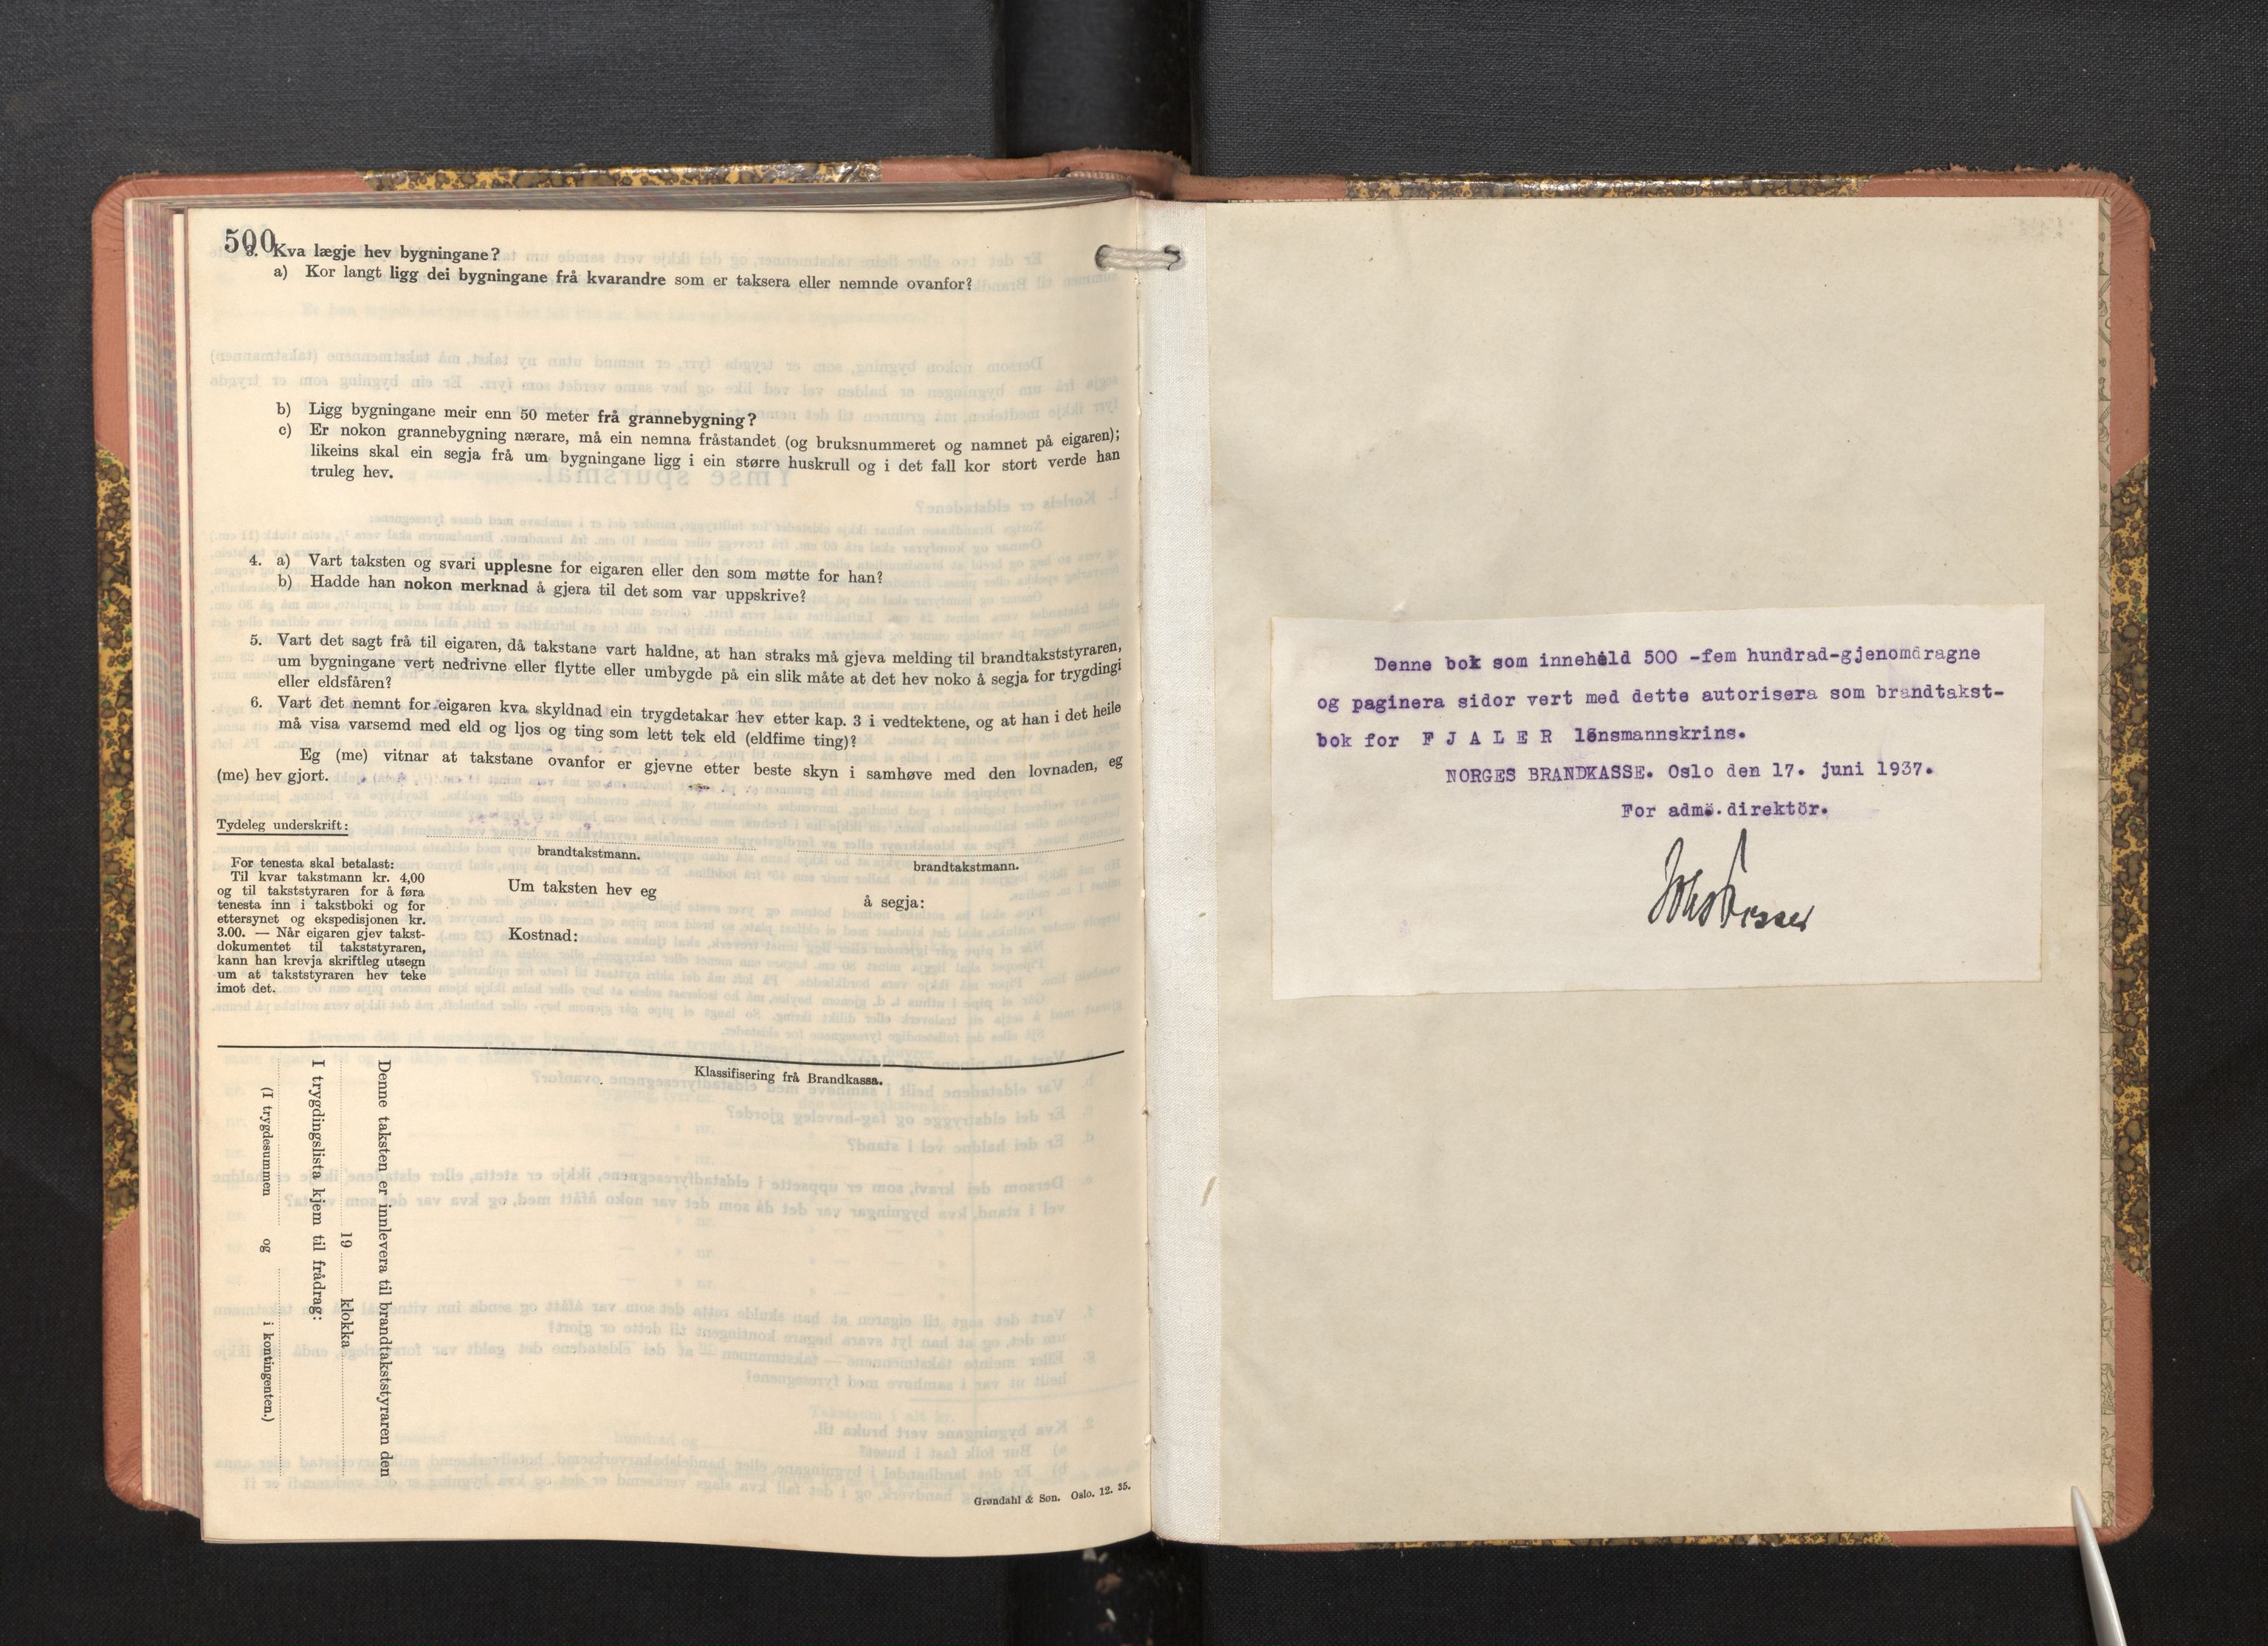 500
3. Kva lægje hev bygningane?
a) Kor langt ligg dei bygningane frå kvarandre som er taksera eller nemnde ovanfor?
b) Ligg bygningane meir enn 50 meter frå grannebygning?
c) Er nokon grannebygning nærare, må ein nemna fråstandet (og bruksnummeret og namnet på eigaren);
likeins skal ein segja frå um bygningane ligg i ein større huskrull og i det fall kor stort verde han
truleg hev.
4. a) Vart taksten og svari upplesne for eigaren eller den som møtte for han?
b) Hadde han nokon merknad å gjera til det som var uppskrive?
5. Vart det sagt frå til eigaren, då takstane vart haldne, at han straks må gjeva melding til brandtakststyraren,
um bygningane vert nedrivne eller flytte eller umbygde på ein slik måte at det hev noko å segja for trygdingi
eller eldsfåren?
6. Vart det nemnt for eigaren kva skyldnad ein trygdetakar hev etter kap. 3 i vedtektene, og at han i det heile
må visa varsemd med eld og ljos og ting som lett tek eld (eldfime ting)?
Eg (me) vitnar at takstane ovanfor er gjevne etter beste skyn i samhøve med den lovnaden, eg
(me) hev gjort.
Tydeleg underskrift:
brandtakstmann. brandtakstmann.
For tenesta skal betalast:
Til kvar takstmann kr. 4,00
og til takststyraren for å føra
tenesta inn i takstboki og for
ettersynet og ekspedisjonen kr.
3.00. — Når eigaren gjev takst-
dokumentet til takststyraren,
kann han krevja skriftleg utsegn
um at takststyraren hev teke
imot det.
Um taksten hev eg å segja:
Kostnad:
Klassifisering frå Brandkassa.
Denne taksten er innlevera til brandtakststyraren den
19 klokka
I trygdingslista kjem til frådrag:
(I trygdesummen og i kontingenten.)
Grøndahl & Søn. Oslo. 12. 35.
Denne bok som inneheld 500 -fem hundrad-gjenomdragne
og paginera sidor vert med dette autorisera som brandtakst-
bok for F J A L E R lensmannskrins.
NORGES BRANDKASSE. Oslo den 17. juni 1937.
For adm. direktör.